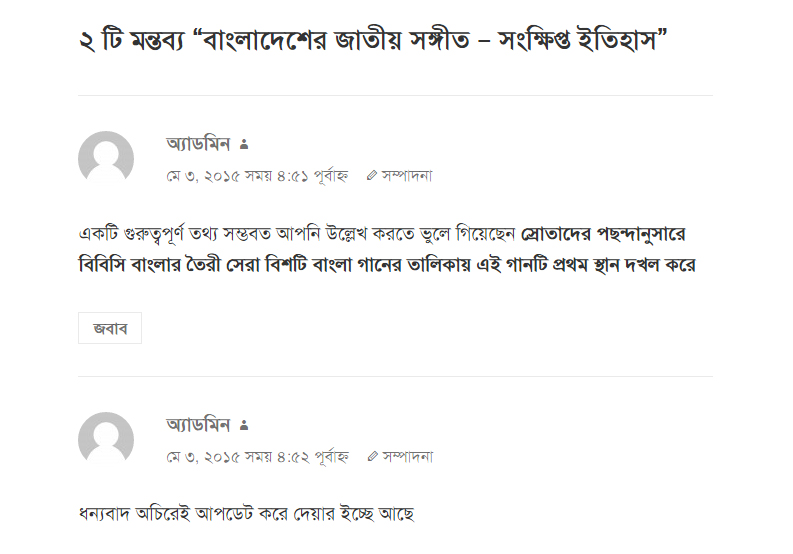 ২ টি মন্তব্য “বাংলাদেশের জাতীয় সঙ্গীত – সংক্ষিপ্ত ইতিহাস”
অ্যাডমিন
মে ৩, ২০১৫ সময় ৪:৫১ পূর্বাহ্ন সম্পাদনা
একটি গুরুত্বপূর্ণ তথ্য সম্ভবত আপনি উল্লেখ করতে ভুলে গিয়েছেন স্রোতাদের পছন্দানুসারে
বিবিসি বাংলার তৈরী সেরা বিশটি বাংলা গানের তালিকায় এই গানটি প্রথম স্থান দখল করে
জবাব
অ্যাডমিন
মে ৩, ২০১৫ সময় ৪:৫২ পূর্বাহ্ন সম্পাদনা
ধন্যবাদ অচিরেই আপডেট করে দেয়ার ইচ্ছে আছে